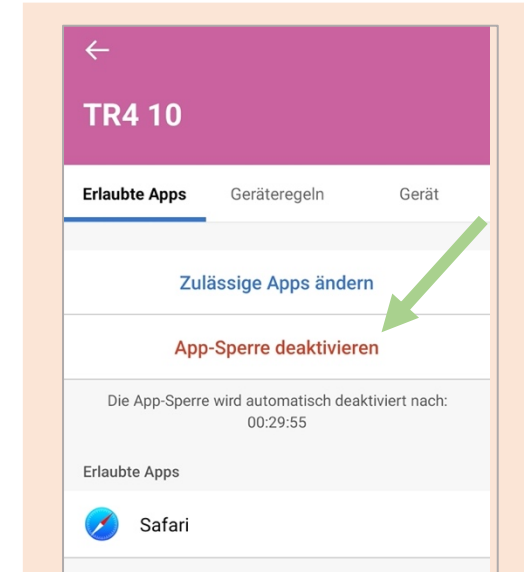 TR4 10
Erlaubte Apps Geräteregeln Gerät
Zulässige Apps ändern
App-Sperre deaktivieren
Die App-Sperre wird automatisch deaktiviert nach:
00:29:55
Erlaubte Apps
Safari